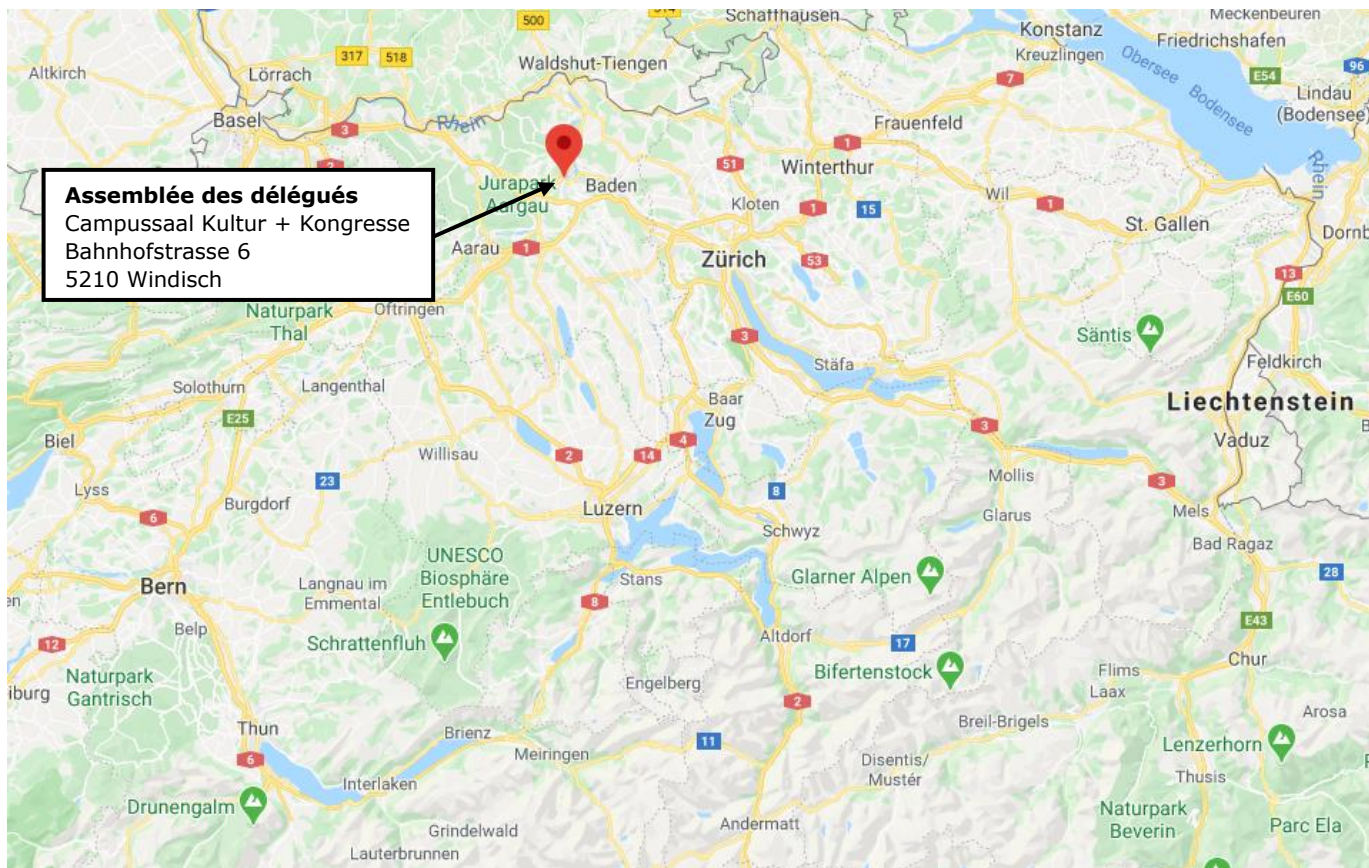 Schaffhausen
Meckenbeuren
500
Konstanz
Friedrichshafen
317
518
Waldshut-Tiengen
Kreuzlingen
Altkirch
Lörrach
7
Obersee
Bodensee
E54
96
Lindau
(Bodensee)
Basel
3
Rhein
Frauenfeld
1
51
Winterthur
Rhein
Jurapark
Aargau
Baden
Kloten
1
15
Wil
1
St. Gallen
Assemblée des délégués
Campussaal Kultur + Kongresse
Bahnhofstrasse 6
5210 Windisch
Aarau
1
Zürich
53
13
E60
Naturpark
Thal
Oftringen
3
Säntis
Stäfa
Feldkirch
Solothurn
Langenthal
Baar
Zug
Liechtenstein
E25
Biel
3
Vaduz
Willisau
2
14
4
Mollis
3
Lyss
23
8
6
Burgdorf
Luzern
Schwyz
Glarus
Mels
Bad Ragaz
UNESCO
Biosphäre
Entlebuch
Glarner Alpen
28
Bern
Langnau im
Emmental
Stans
8
E43
Belp
Schrattenfluh
Altdorf
17
12
Chur
iburg
Naturpark
Gantrisch
Bifertenstock
Flims
Laax
Engelberg
2
Arosa
Thun
Brienz
11
Breil-Brigels
Lenzerhorn
6
Meiringen
Disentis/
Mustér
Interlaken
Thusis
Drunengalm
Naturpark
Beverin
Grindelwald
Andermatt
Parc Ela
Lauterbrunnen